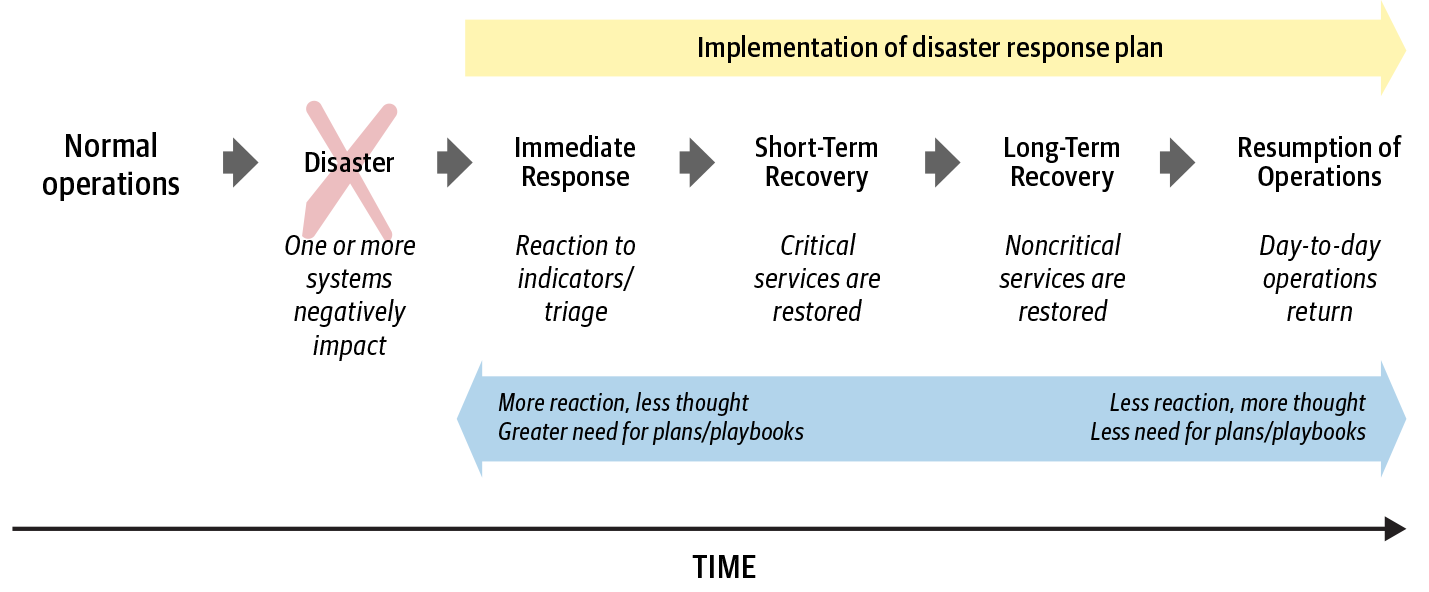 Implementation of disaster response plan
Normal
operations
Disaster
One or more
systems
negatively
impact
Immediate
Response
Reaction to
indicators/
triage
Short-Term
Recovery
Critical
services are
restored
Long-Term
Recovery
Noncritical
services are
restored
Resumption of
Operations
Day-to-day
operations
return
More reaction, less thought
Greater need for plans/playbooks
Less reaction, more thought
Less need for plans/playbooks
TIME